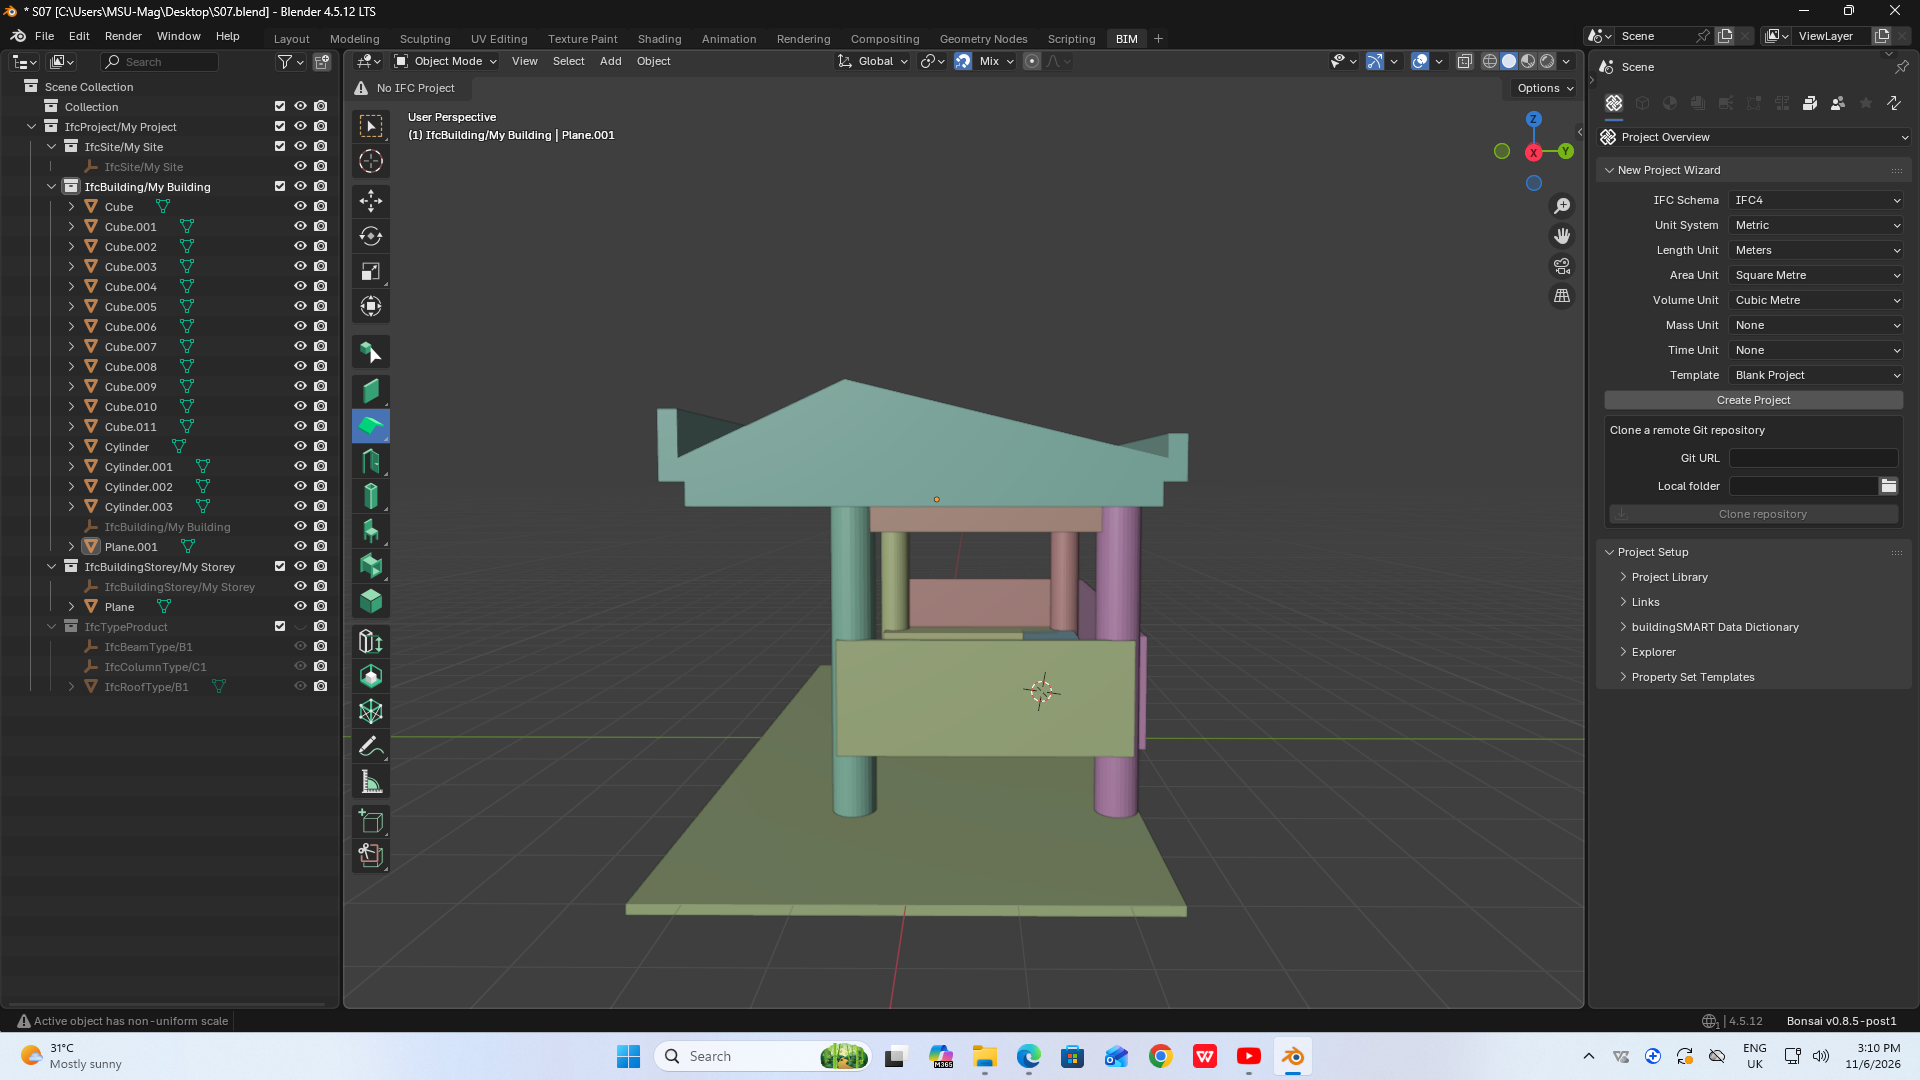 * S07 [C:\Users\MSU-Mag\Desktop\S07.blend] - Blender 4.5.12 LTS
File Edit Render Window Help
Layout Modeling Sculpting UV Editing Texture Paint Shading Animation Rendering Compositing Geometry Nodes Scripting BIM
Scene
ViewLayer
Search
Object Mode View Select Add Object
Global
Mix
Options
No IFC Project
User Perspective
(1) IfcBuilding/My Building | Plane.001
Z
X
Y
Scene Collection
Collection
IfcProject/My Project
IfcSite/My Site
IfcSite/My Site
IfcBuilding/My Building
Cube
Cube.001
Cube.002
Cube.003
Cube.004
Cube.005
Cube.006
Cube.007
Cube.008
Cube.009
Cube.010
Cube.011
Cylinder
Cylinder.001
Cylinder.002
Cylinder.003
IfcBuilding/My Building
Plane.001
IfcBuildingStorey/My Storey
IfcBuildingStorey/My Storey
Plane
IfcTypeProduct
IfcBeamType/B1
IfcColumnType/C1
IfcRoofType/B1
Scene
Project Overview
New Project Wizard
IFC Schema IFC4
Unit System Metric
Length Unit Meters
Area Unit Square Metre
Volume Unit Cubic Metre
Mass Unit None
Time Unit None
Template Blank Project
Create Project
Clone a remote Git repository
Git URL
Local folder
Clone repository
Project Setup
Project Library
Links
buildingSMART Data Dictionary
Explorer
Property Set Templates
Active object has non-uniform scale
1 | 4.5.12 Bonsai v0.8.5-post1
31°C
Mostly sunny
Search
M365
ENG
UK
3:10 PM
11/6/2026